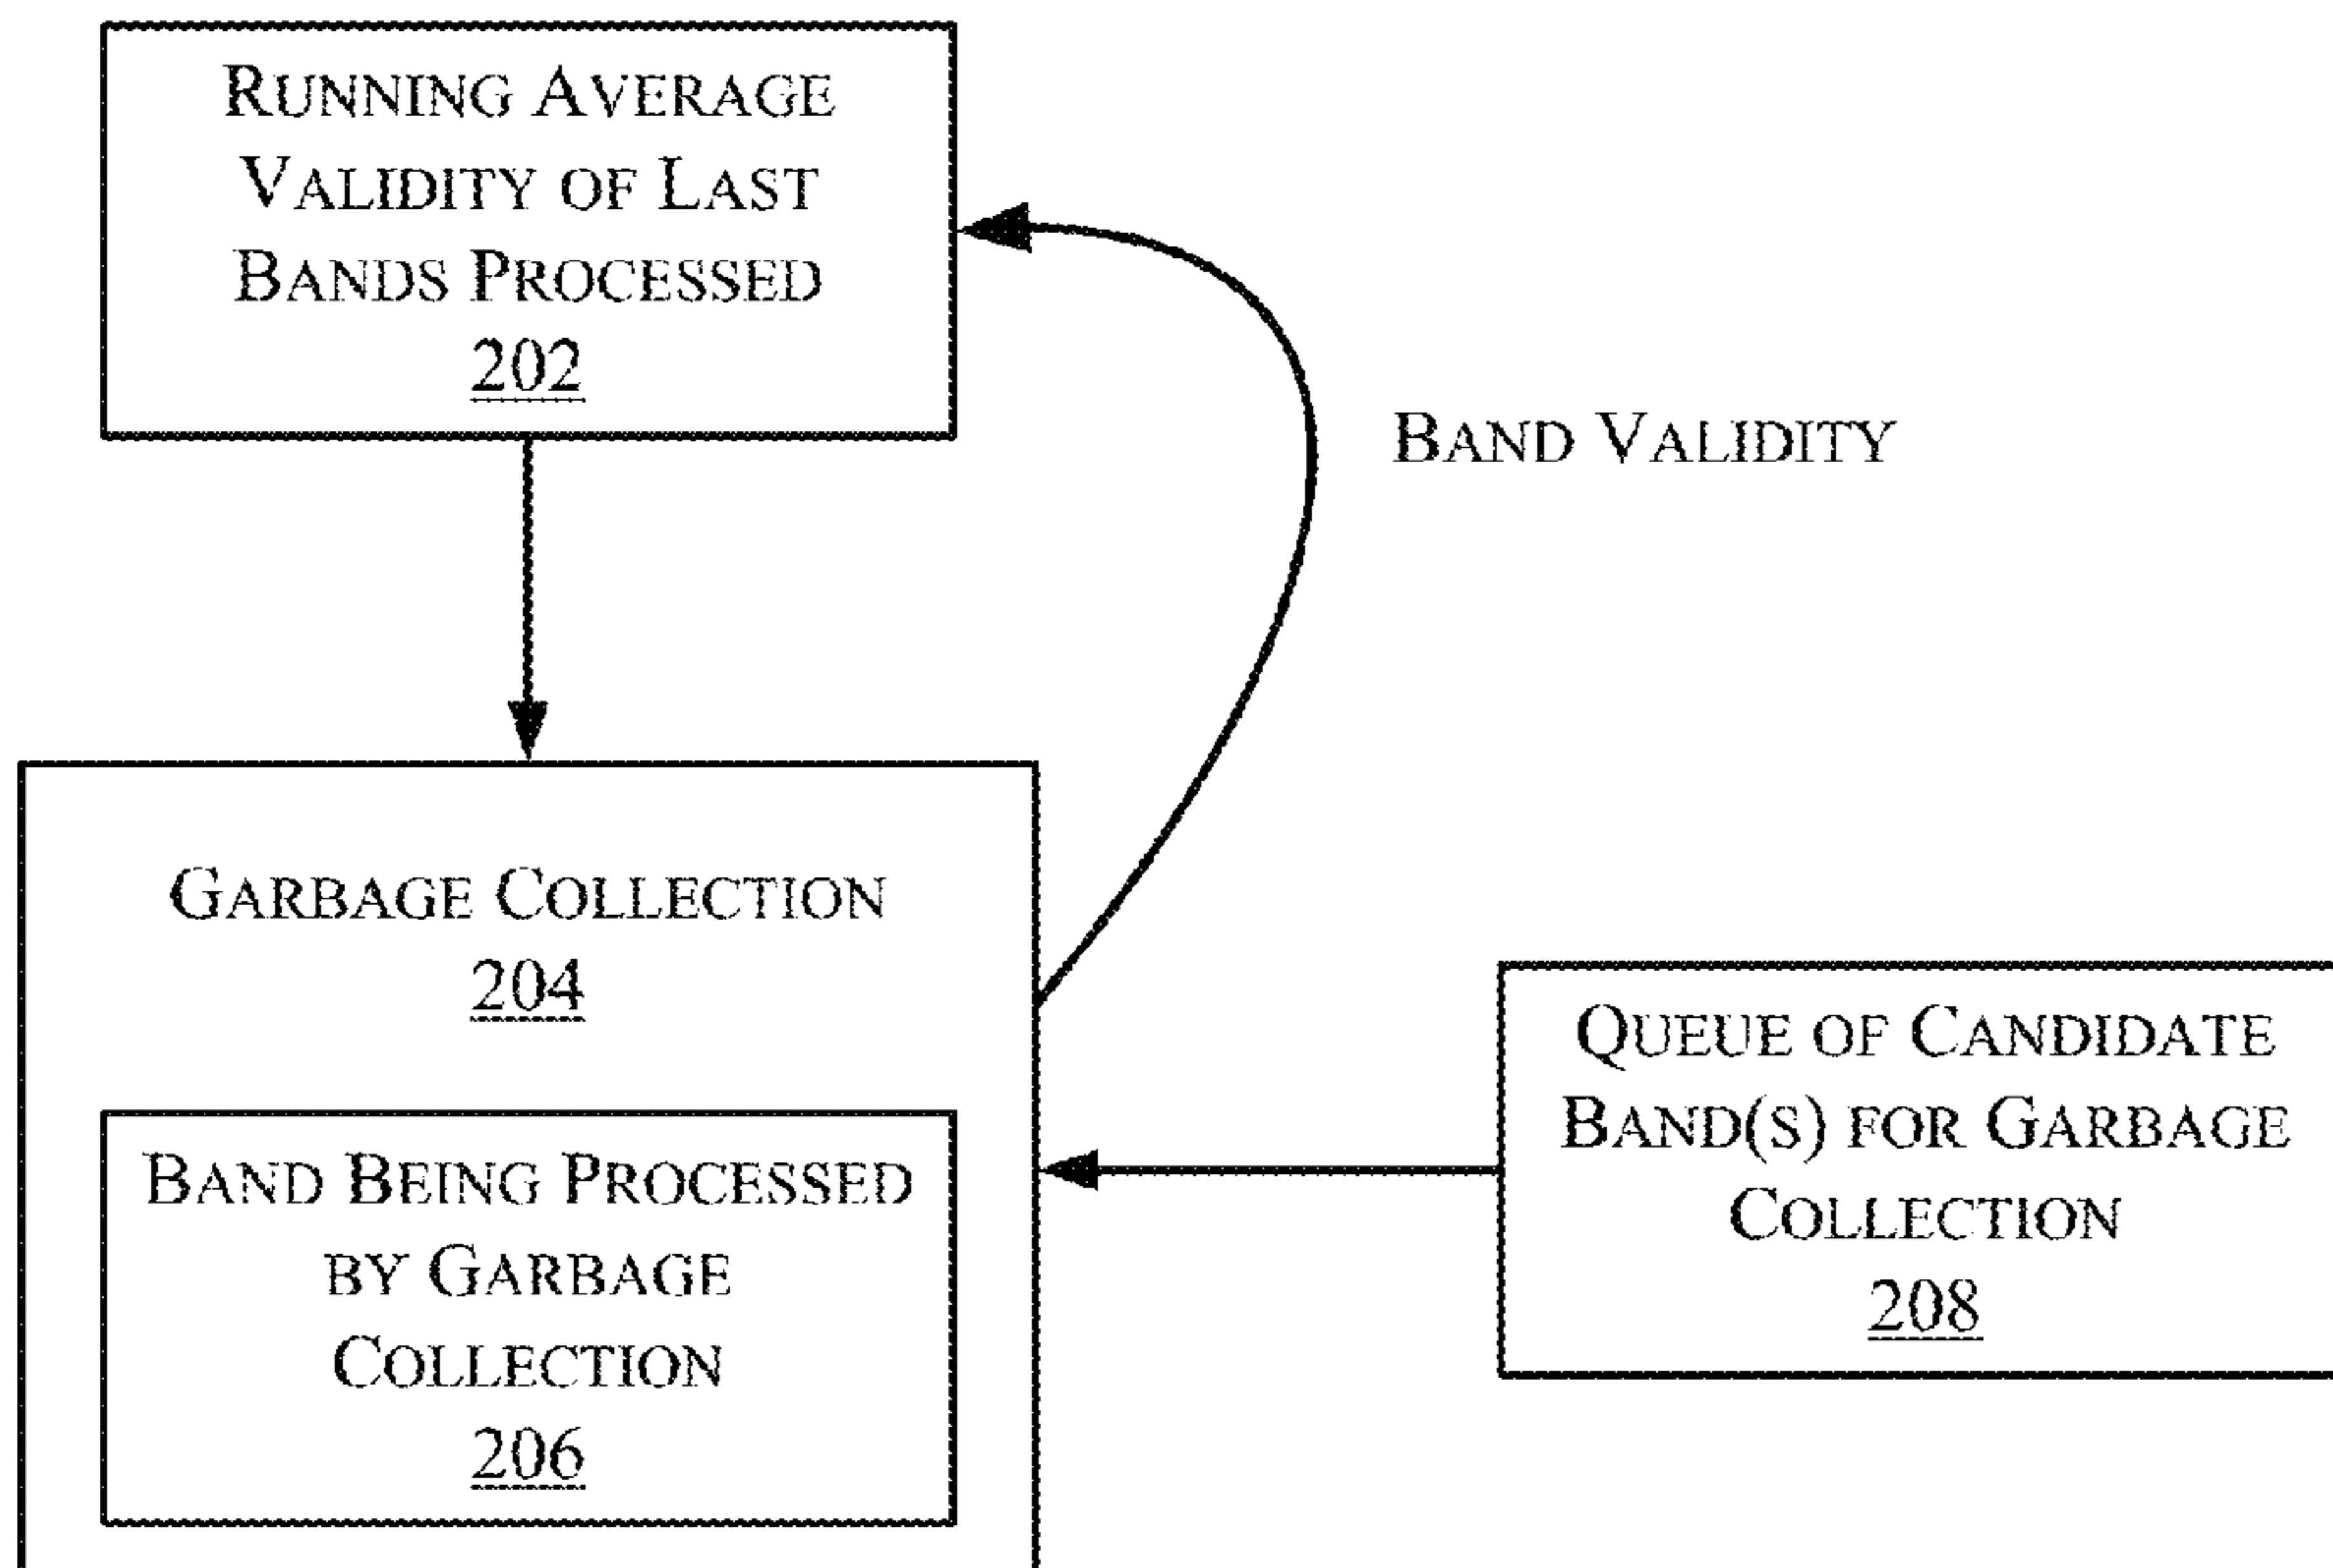 RUNNING AVERAGE
VALIDITY OF LAST
BANDS PROCESSED
202
BAND VALIDITY
GARBAGE COLLECTION
204
BAND BEING PROCESSED
BY GARBAGE
COLLECTION
206
QUEUE OF CANDIDATE
BAND(S) FOR GARBAGE
COLLECTION
208